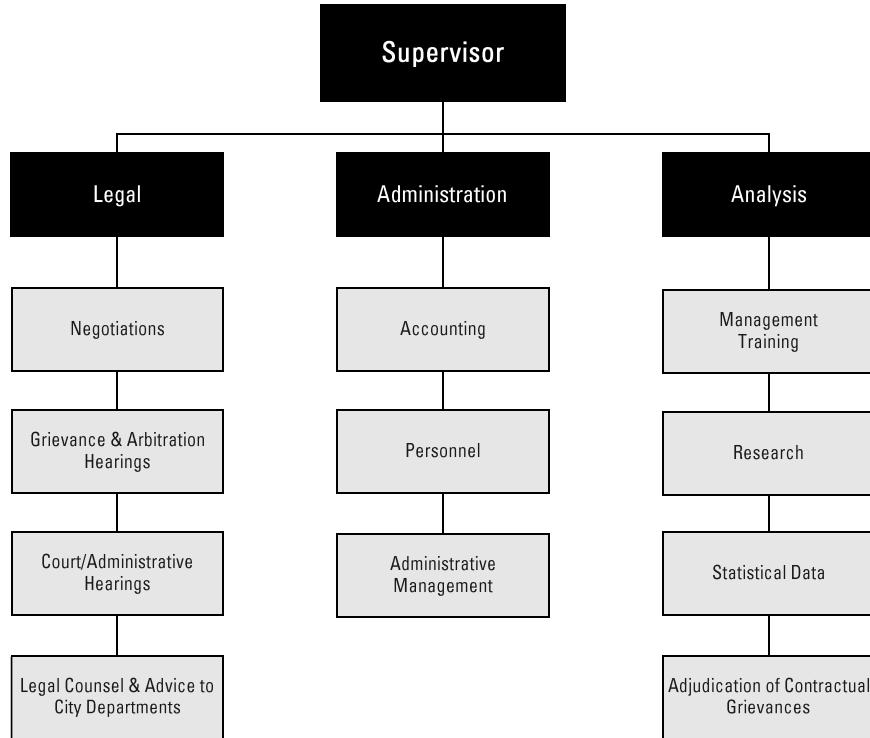 Supervisor
Legal
Administration
Analysis
Negotiations
Accounting
Management
Training
Grievance & Arbitration
Hearings
Personnel
Research
Court/Administrative
Hearings
Administrative
Management
Statistical Data
Legal Counsel & Advice to
City Departments
Adjudication of Contractual
Grievances